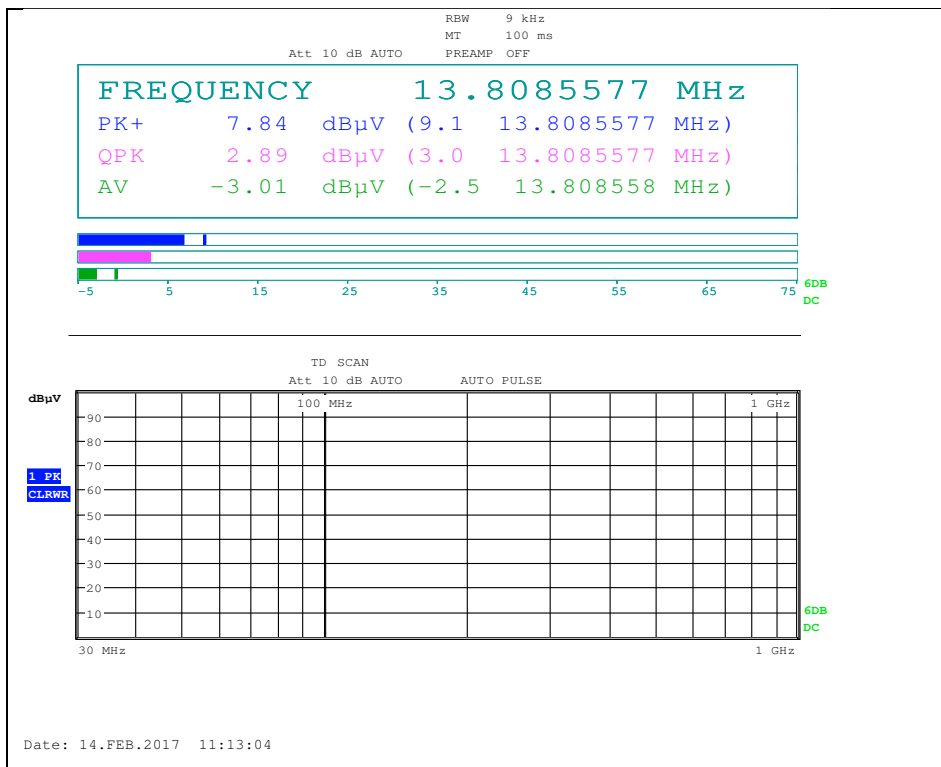 RBW 9 kHz
MT 100 ms
Att 10 dB AUTO PREAMP OFF
FREQUENCY 13.8085577 MHz
PK+ 7.84 dBµV (9.1 13.8085577 MHz)
QPK 2.89 dBµV (3.0 13.8085577 MHz)
AV -3.01 dBµV (-2.5 13.808558 MHz)
-5 5 15 25 35 45 55 65 75
6DB
DC
TD SCAN
Att 10 dB AUTO AUTO PULSE
dBµV
100 MHz 1 GHz
90
80
70
1 PK
60
CLRWR
50
40
30
20
10
6DB
DC
30 MHz 1 GHz
Date: 14.FEB.2017 11:13:04